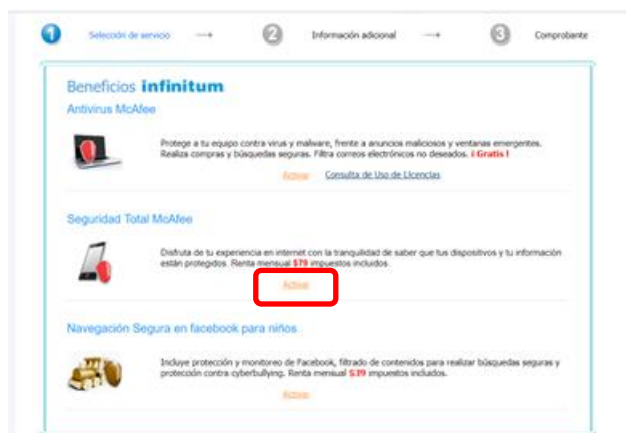 1 Selección de servicio → 2 Información adicional → 3 Comprobante
Beneficios infinitum
Antivirus McAfee
Protege a tu equipo contra virus y malware, frente a anuncios maliciosos y ventanas emergentes.
Realiza compras y búsquedas seguras. Filtra correos electrónicos no deseados. ¡ Gratis !
Activar Consulta de Uso de Licencias
Seguridad Total McAfee
Disfruta de tu experiencia en internet con la tranquilidad de saber que tus dispositivos y tu información
están protegidos. Renta mensual $79 impuestos incluidos.
Activar
Navegación Segura en facebook para niños
Incluye protección y monitoreo de Facebook, filtrado de contenidos para realizar búsquedas seguras y
protección contra cyberbullying. Renta mensual $39 impuestos incluidos.
Activar